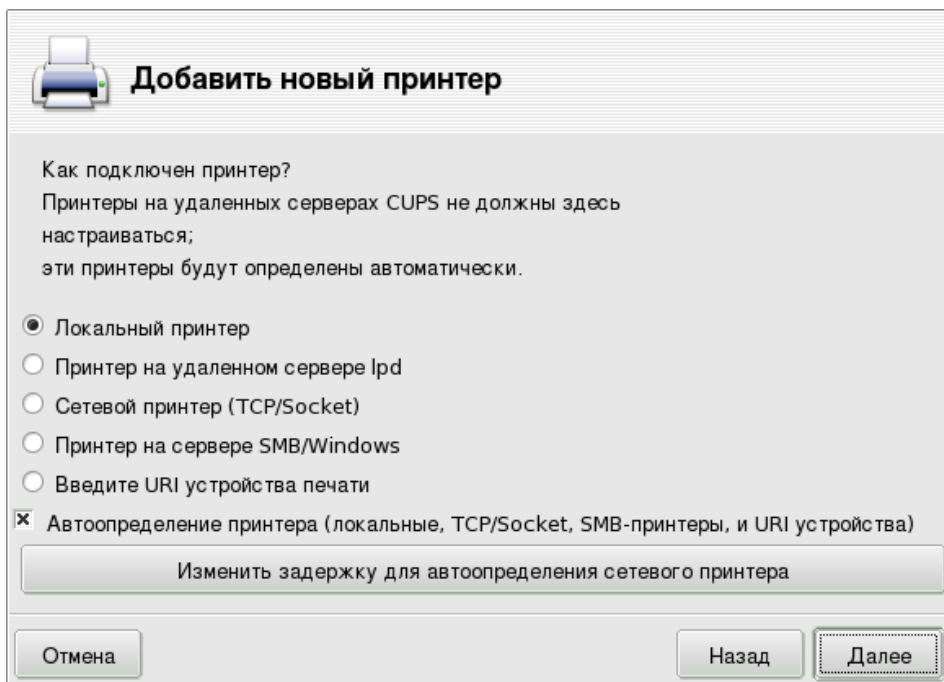 Добавить новый принтер
Как подключен принтер?
Принтеры на удаленных серверах CUPS не должны здесь
настраиваться;
эти принтеры будут определены автоматически.
Локальный принтер
Принтер на удаленном сервере lpd
Сетевой принтер (TCP/Socket)
Принтер на сервере SMB/Windows
Введите URI устройства печати
Автоопределение принтера (локальные, TCP/Socket, SMB-принтеры, и URI устройства)
Изменить задержку для автоопределения сетевого принтера
Отмена
Назад
Далее